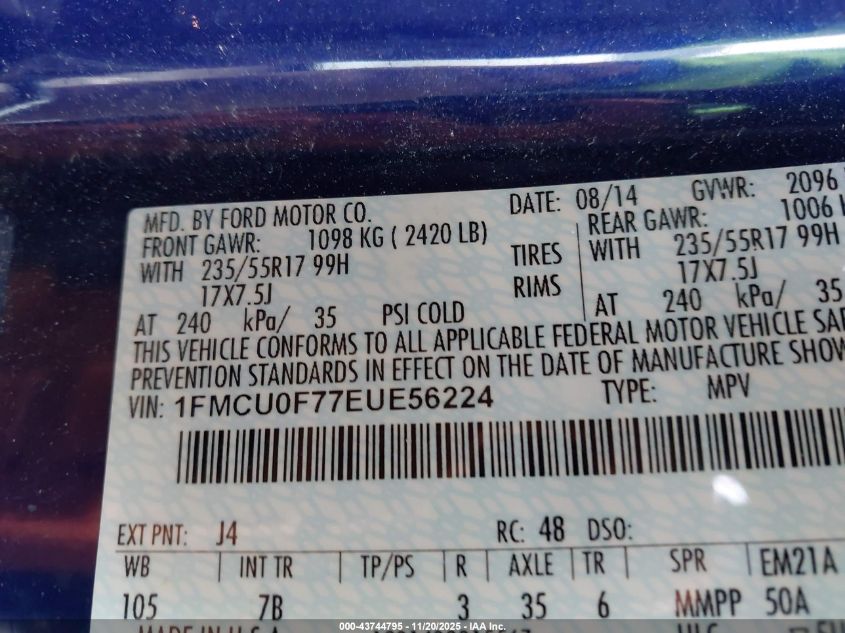 MFD. BY FORD MOTOR CO. DATE: 08/14 GVWR: 2096
FRONT GAWR: 1098 KG ( 2420 LB) REAR GAWR: 1006 K
WITH 235/55R17 99H TIRES WITH 235/55R17 99H
17X7.5J RIMS 17X7.5J
AT 240 kPa/ 35 PSI COLD AT 240 kPa/ 35
THIS VEHICLE CONFORMS TO ALL APPLICABLE FEDERAL MOTOR VEHICLE SAF
PREVENTION STANDARDS IN EFFECT ON THE DATE OF MANUFACTURE SHOW
VIN: 1FMCU0F77EUE56224 TYPE: MPV
EXT PNT: J4 RC: 48 DSO:
WB INT TR TP/PS R AXLE TR SPR EM21A
105 7B 3 35 6 MMPP 50A
MADE IN U.S.A.
© 43744795 - 11/20/2025 - IAA Inc.